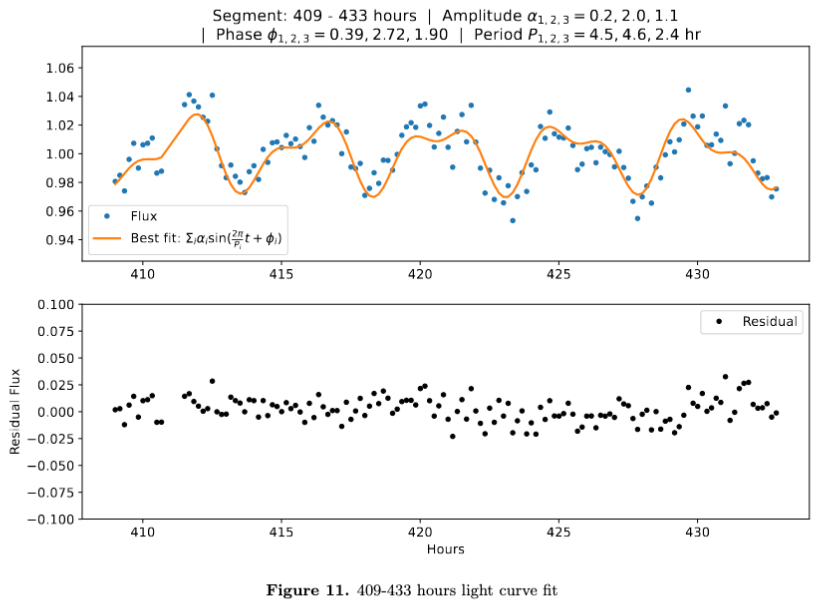 Segment: 409 - 433 hours | Amplitude α₁,₂,₃ = 0.2, 2.0, 1.1
| Phase ϕ₁,₂,₃ = 0.39, 2.72, 1.90 | Period P₁,₂,₃ = 4.5, 4.6, 2.4 hr
1.06
1.04
1.02
1.00
0.98
0.96
0.94
Flux
Best fit: Σᵢαᵢsin(2π/Pᵢ t + ϕᵢ)
410 415 420 425 430
0.100
0.075
0.050
0.025
0.000
−0.025
−0.050
−0.075
−0.100
Residual Flux
Residual
410 415 420 425 430
Hours
Figure 11. 409-433 hours light curve fit